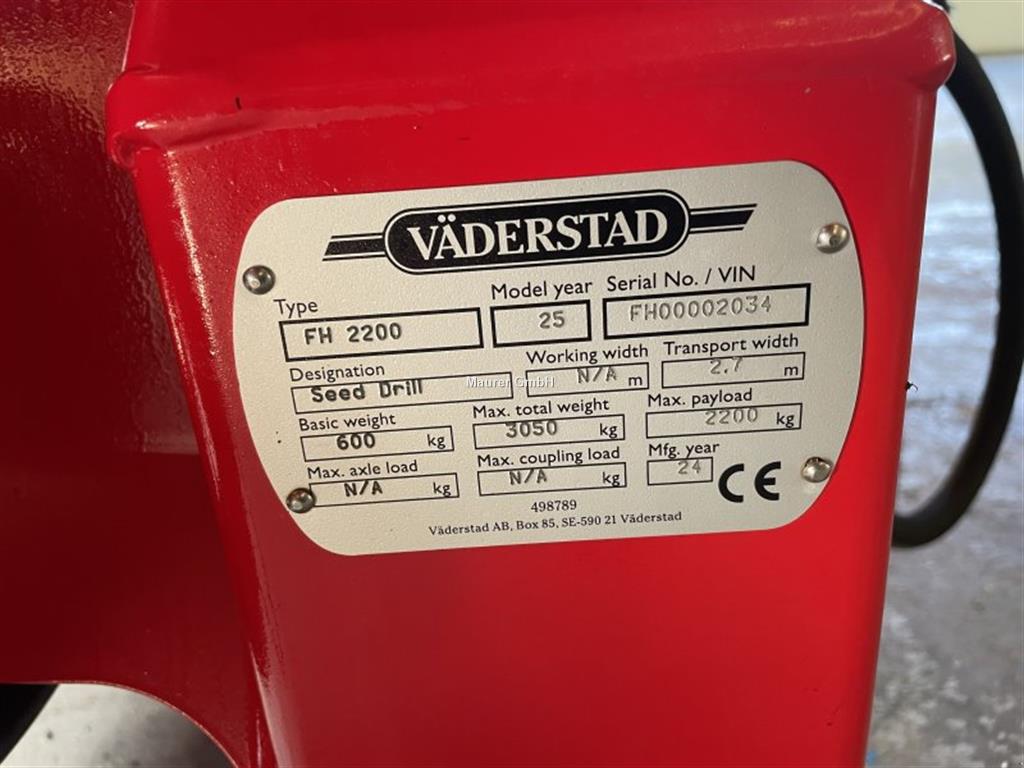 VÄDERSTAD
Type Model year Serial No. / VIN
FH 2200 25 FH00002034
Designation Working width Transport width
Seed Drill N/A m 2.7 m
Basic weight Max. total weight Max. payload
600 kg 3050 kg 2200 kg
Max. axle load Max. coupling load Mfg. year
N/A kg N/A kg 24 CE
498789
Väderstad AB, Box 85, SE-590 21 Väderstad
Maurer GmbH